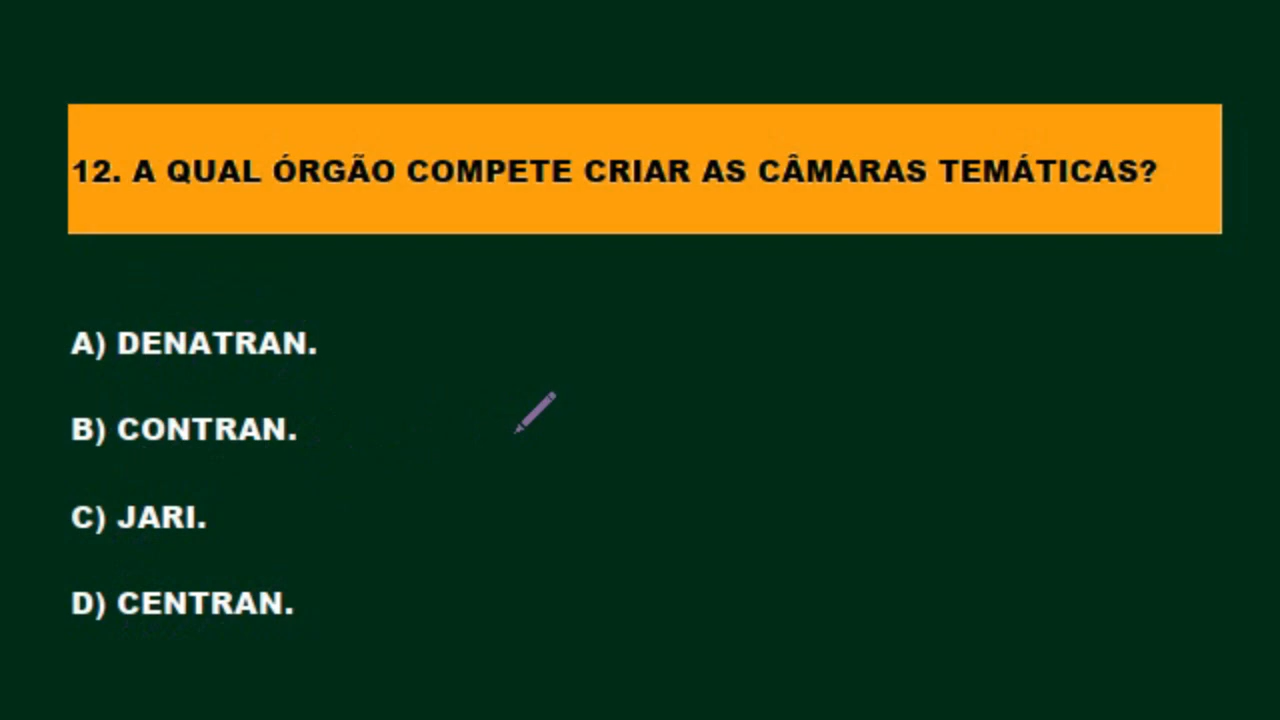 12. A QUAL ÓRGÃO COMPETE CRIAR AS CÂMARAS TEMÁTICAS?
A) DENATRAN.
B) CONTRAN.
C) JARI.
D) CENTRAN.